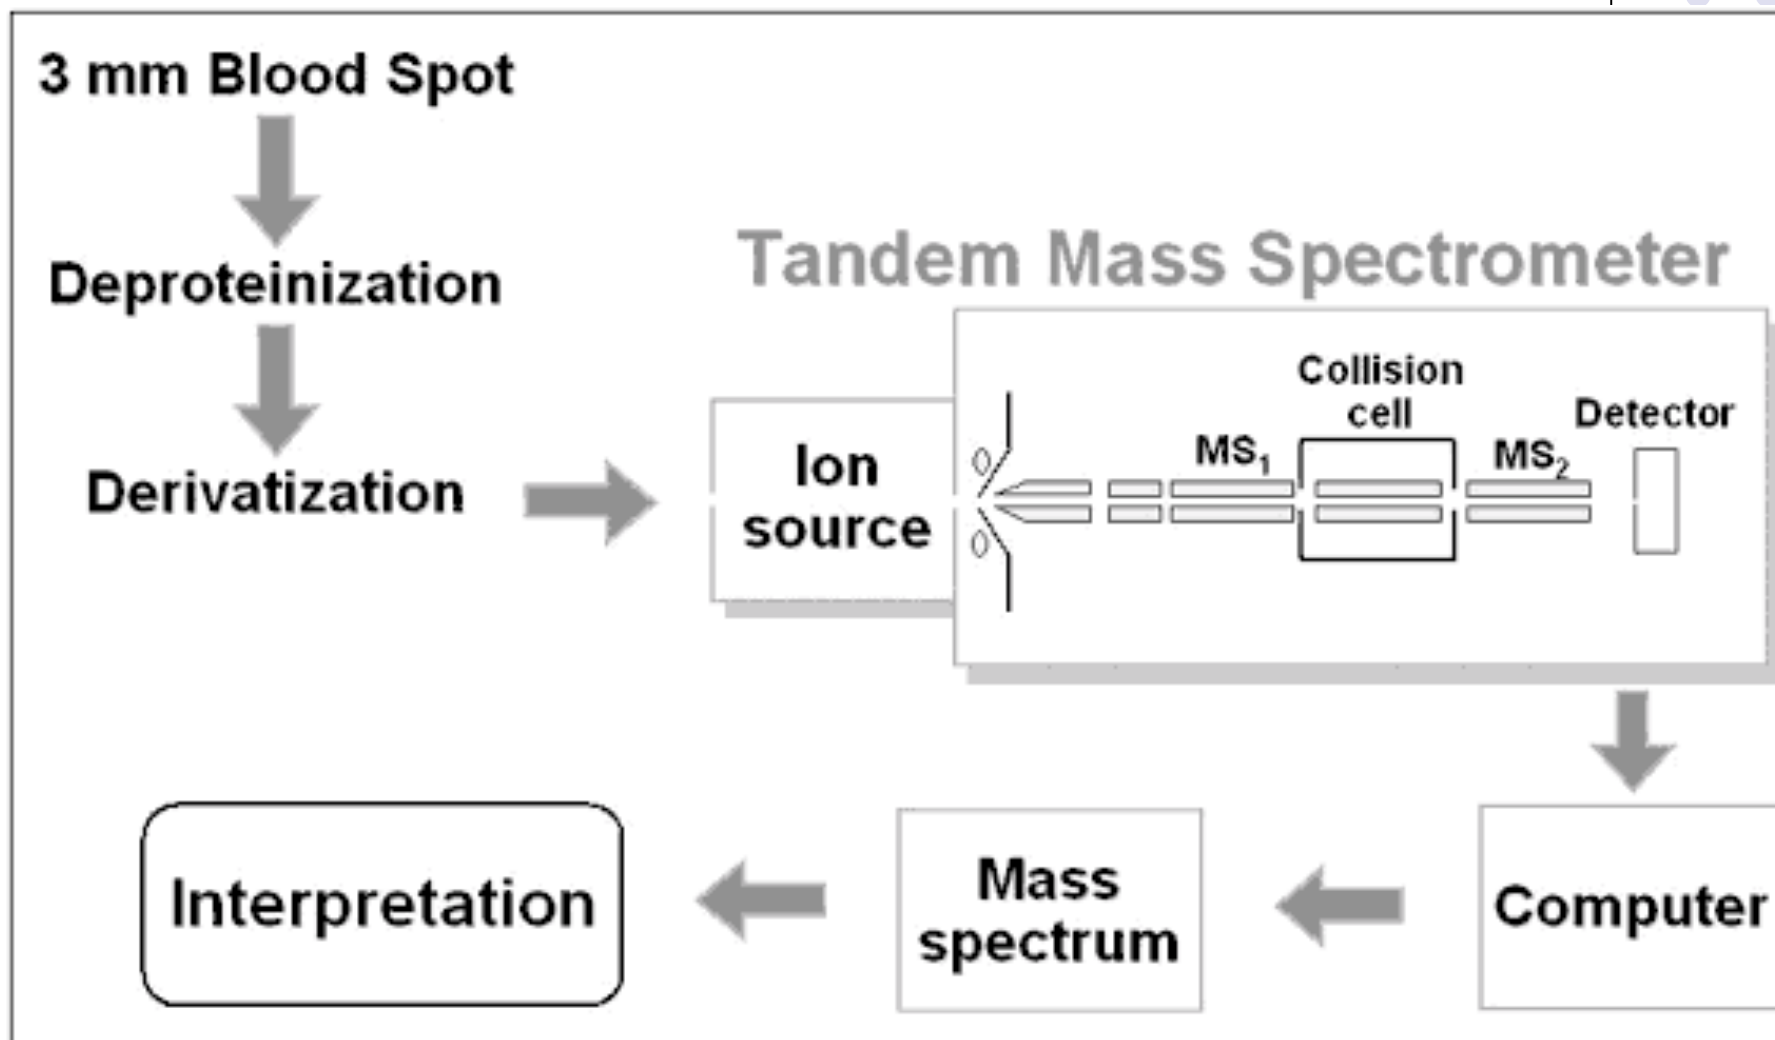 3 mm Blood Spot
Deproteinization
Derivatization
Tandem Mass Spectrometer
Ion
source
MS₁
Collision
cell
MS₂
Detector
Computer
Mass
spectrum
Interpretation